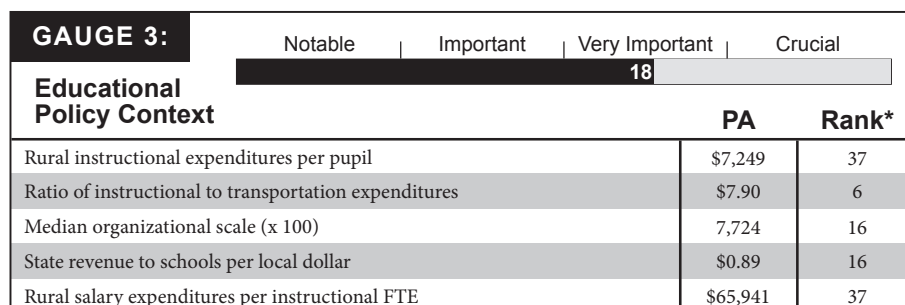 GAUGE 3:
Notable Important Very Important Crucial
18
Educational
Policy Context
PA Rank*
Rural instructional expenditures per pupil $7,249 37
Ratio of instructional to transportation expenditures $7.90 6
Median organizational scale (x 100) 7,724 16
State revenue to schools per local dollar $0.89 16
Rural salary expenditures per instructional FTE $65,941 37